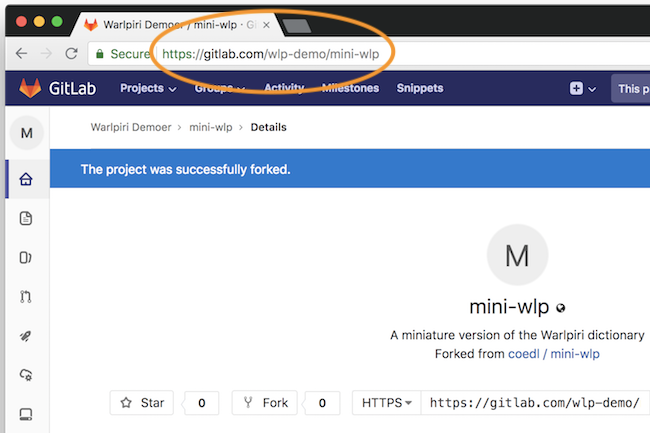 Warlpiri Demoer / mini-wlp · G
Secure https://gitlab.com/wlp-demo/mini-wlp
GitLab Projects Groups Activity Milestones Snippets This p
M Warlpiri Demoer > mini-wlp > Details
The project was successfully forked.
M
mini-wlp
A miniature version of the Warlpiri dictionary
Forked from coedl / mini-wlp
Star 0 Fork 0 HTTPS https://gitlab.com/wlp-demo/